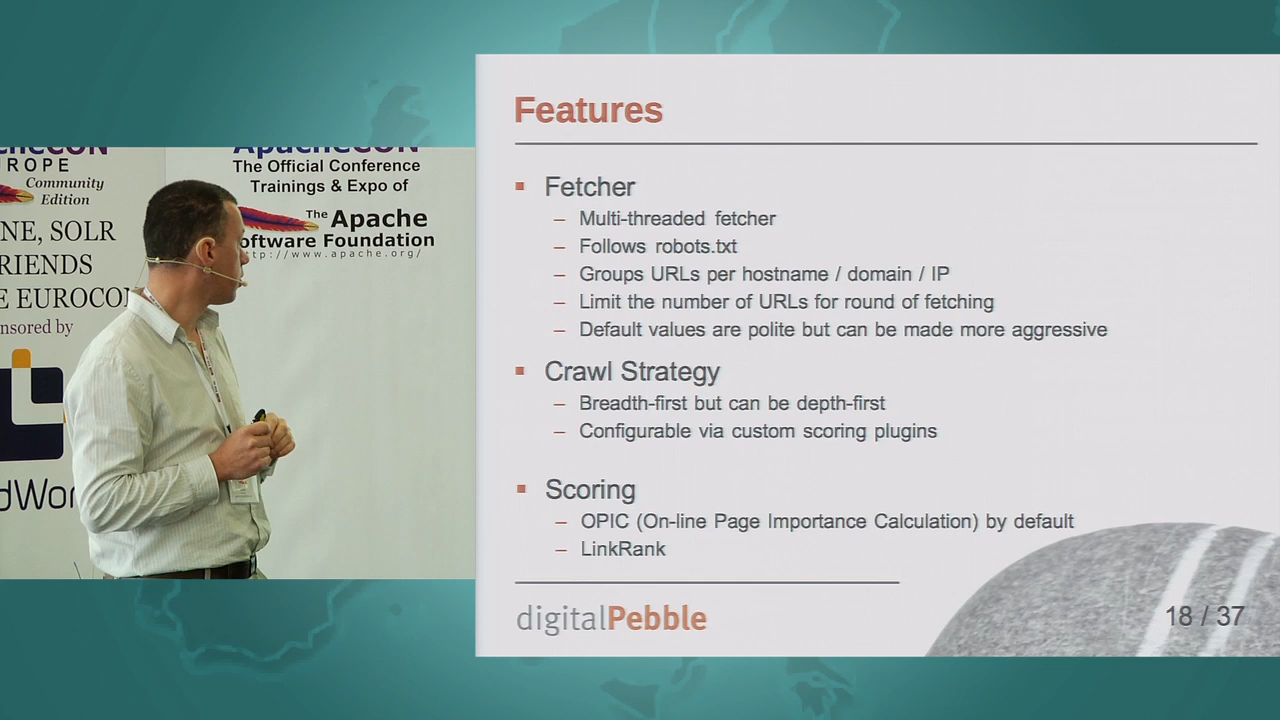 EUROPE
Community
Edition
NE, SOLR
RIENDS
E EUROCO
nsored by
dWor
ApacheCON
The Official Conference
Trainings & Expo of
The Apache
oftware Foundation
tp://www.apache.org/
Features
Fetcher
– Multi-threaded fetcher
– Follows robots.txt
– Groups URLs per hostname / domain / IP
– Limit the number of URLs for round of fetching
– Default values are polite but can be made more aggressive
Crawl Strategy
– Breadth-first but can be depth-first
– Configurable via custom scoring plugins
Scoring
– OPIC (On-line Page Importance Calculation) by default
– LinkRank
digitalPebble
18 / 37